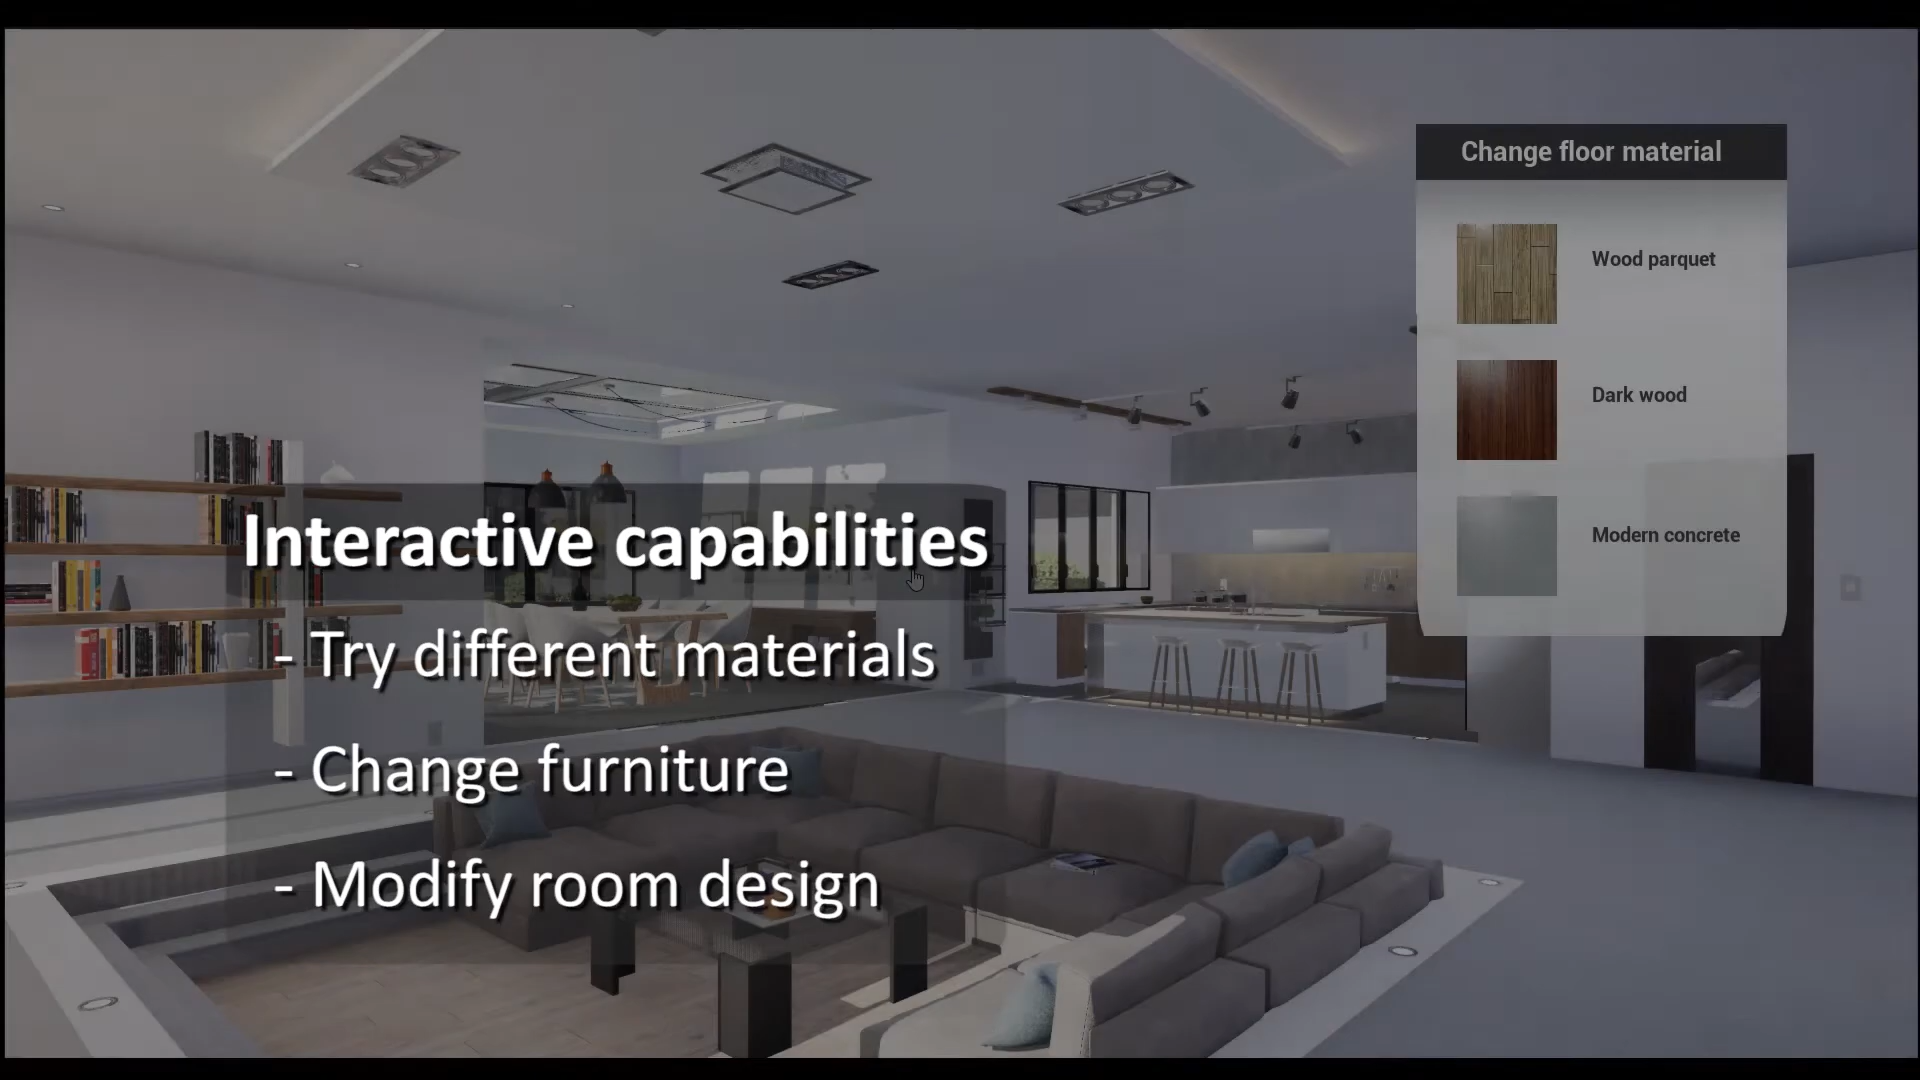 Change floor material
Wood parquet
Dark wood
Modern concrete
Interactive capabilities
- Try different materials
- Change furniture
- Modify room design